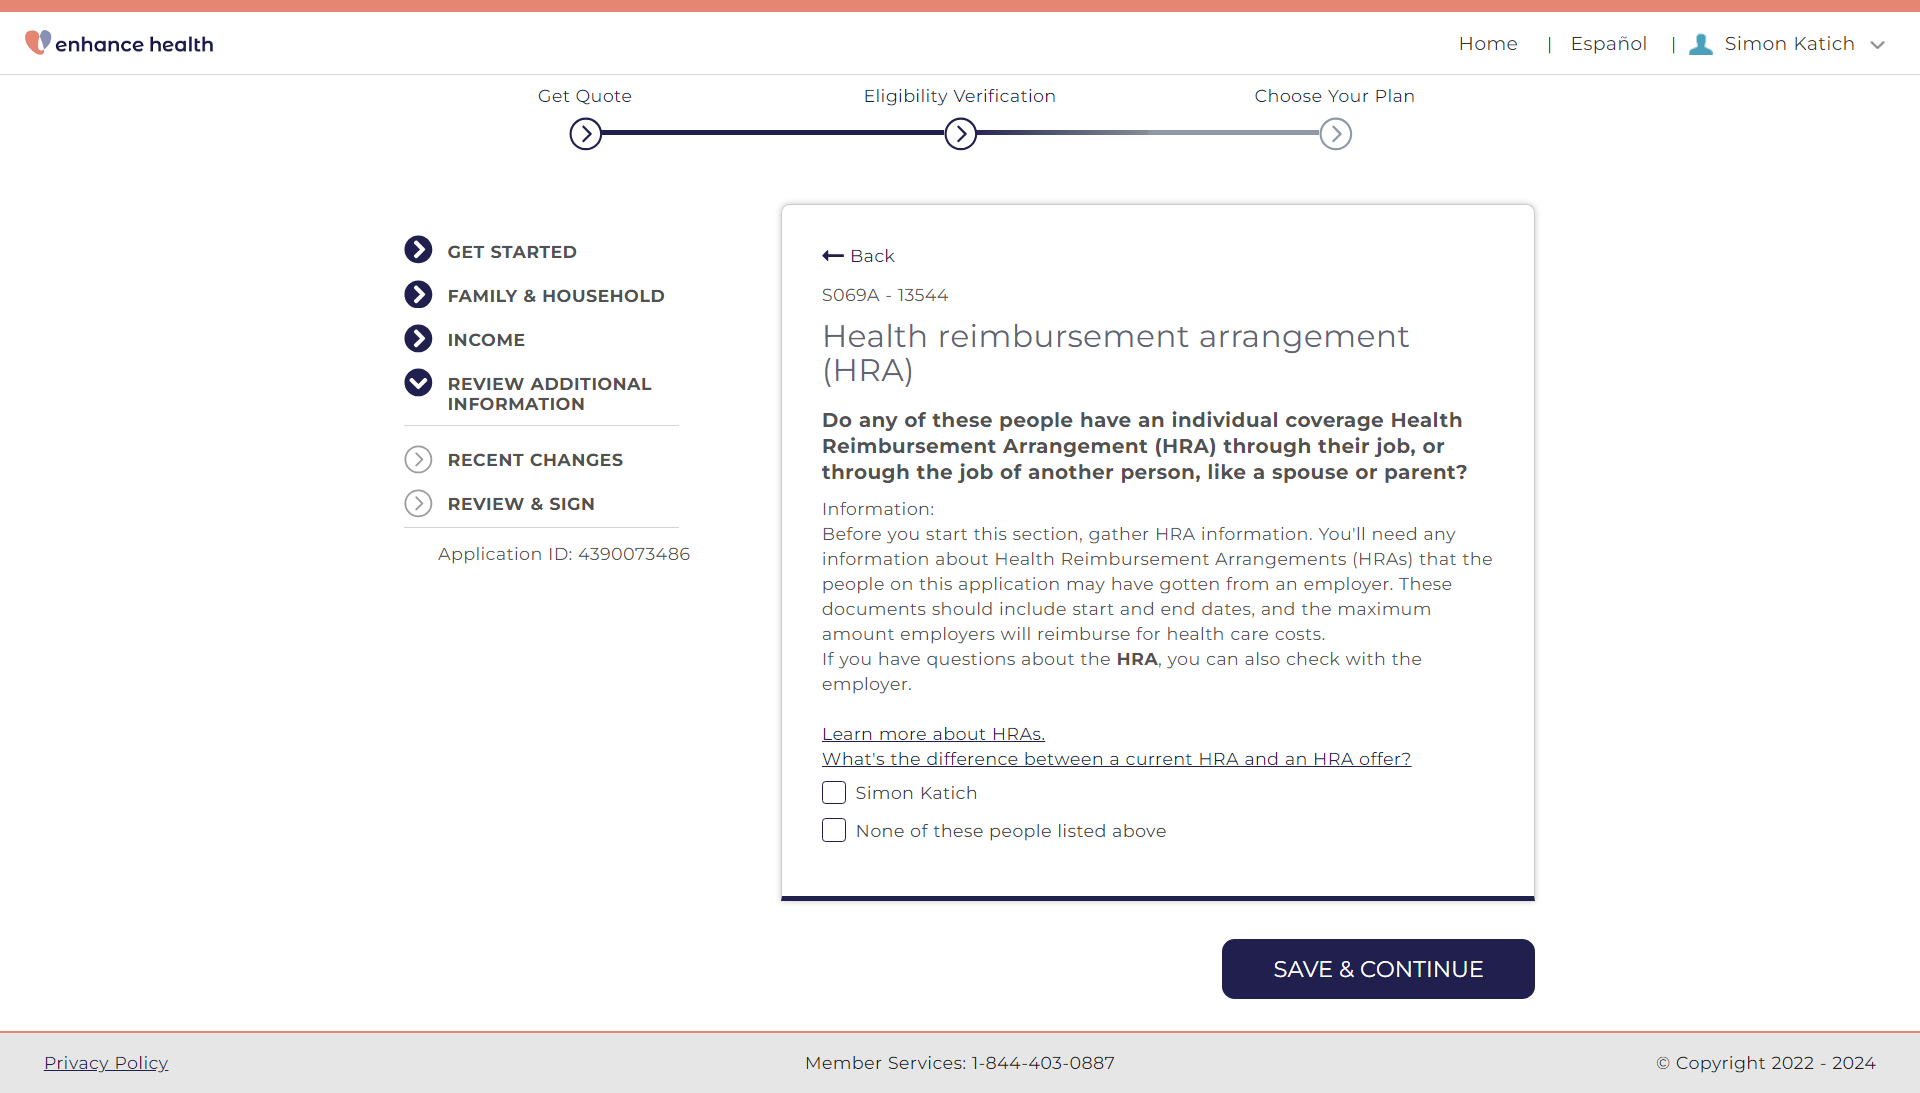 enhance health
Home | Español | Simon Katich
Get Quote
Eligibility Verification
Choose Your Plan
GET STARTED
FAMILY & HOUSEHOLD
INCOME
REVIEW ADDITIONAL
INFORMATION
RECENT CHANGES
REVIEW & SIGN
Application ID: 4390073486
Back
S069A - 13544
Health reimbursement arrangement
(HRA)
Do any of these people have an individual coverage Health
Reimbursement Arrangement (HRA) through their job, or
through the job of another person, like a spouse or parent?
Information:
Before you start this section, gather HRA information. You'll need any
information about Health Reimbursement Arrangements (HRAs) that the
people on this application may have gotten from an employer. These
documents should include start and end dates, and the maximum
amount employers will reimburse for health care costs.
If you have questions about the HRA, you can also check with the
employer.
Learn more about HRAs.
What's the difference between a current HRA and an HRA offer?
Simon Katich
None of these people listed above
SAVE & CONTINUE
Privacy Policy
Member Services: 1-844-403-0887
© Copyright 2022 - 2024